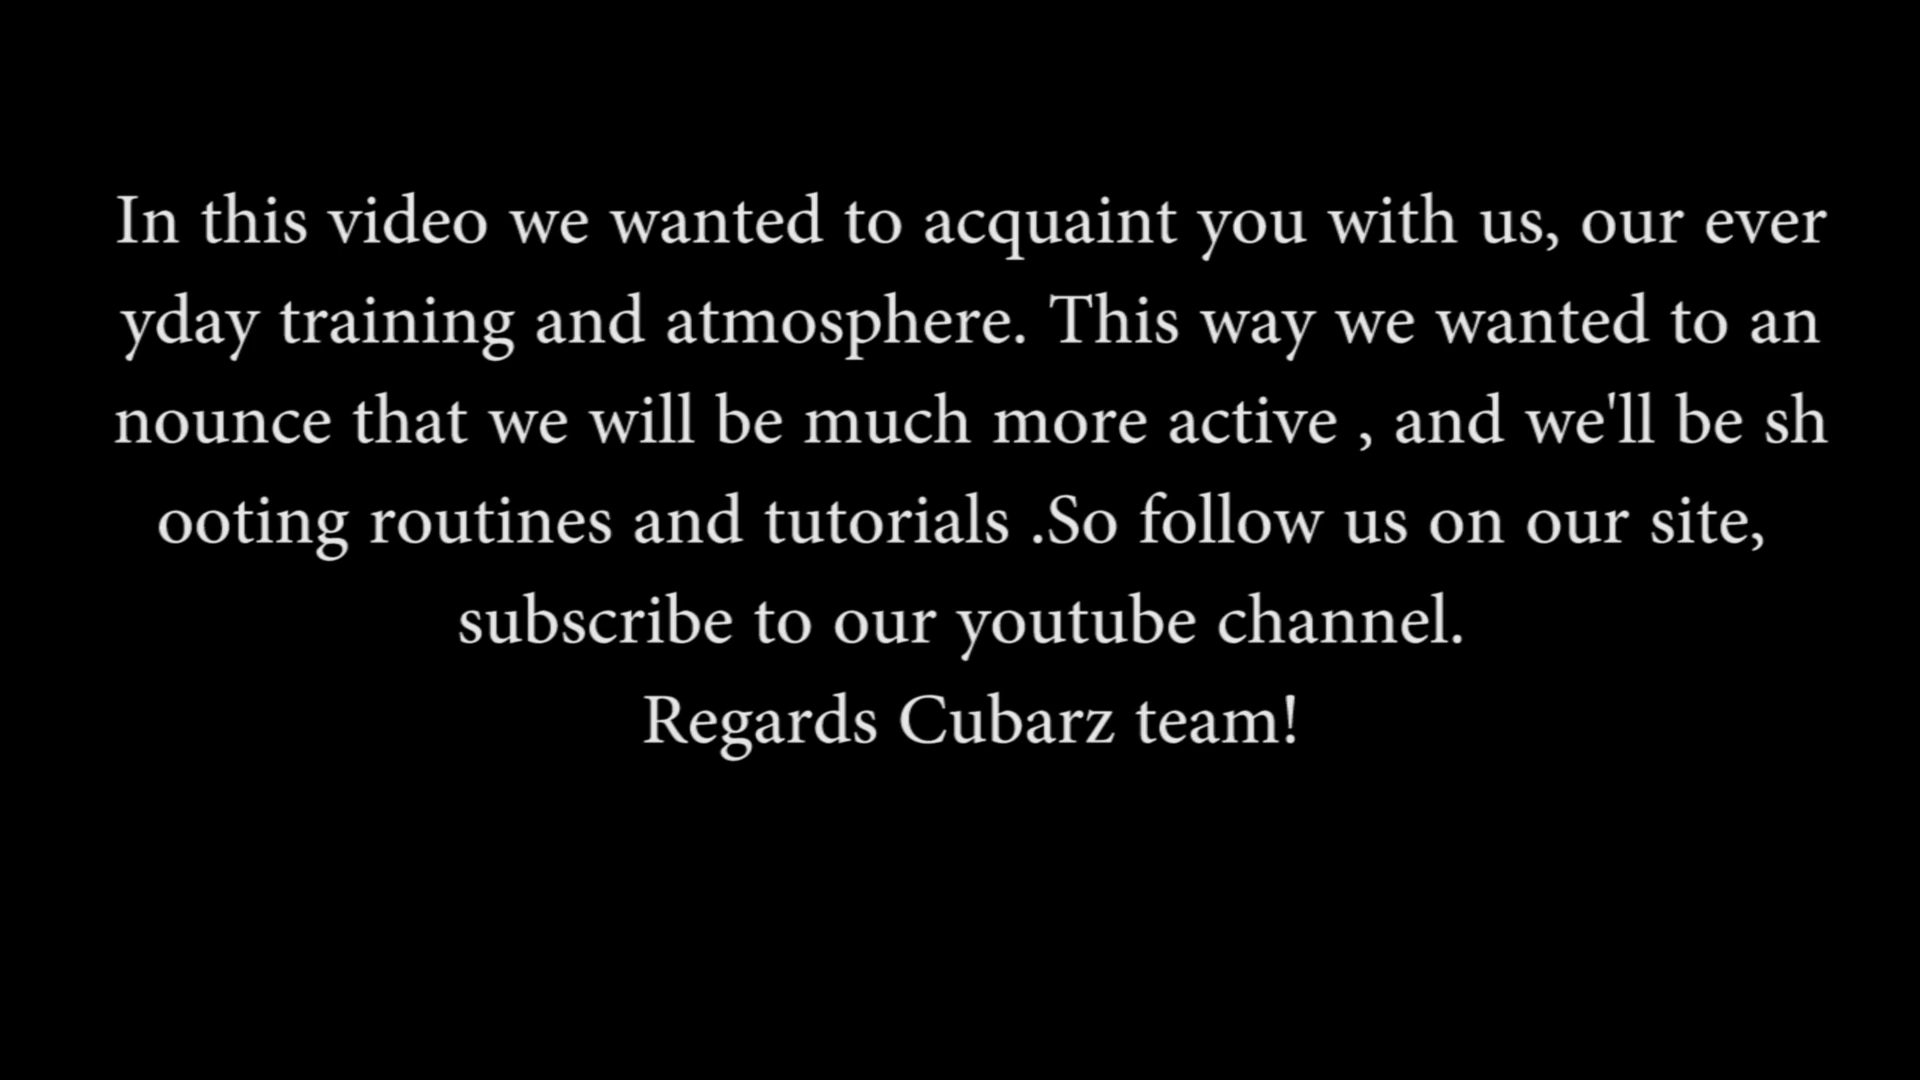 In this video we wanted to acquaint you with us, our ever
yday training and atmosphere. This way we wanted to an
nounce that we will be much more active , and we'll be sh
ooting routines and tutorials .So follow us on our site,
subscribe to our youtube channel.
Regards Cubarz team!